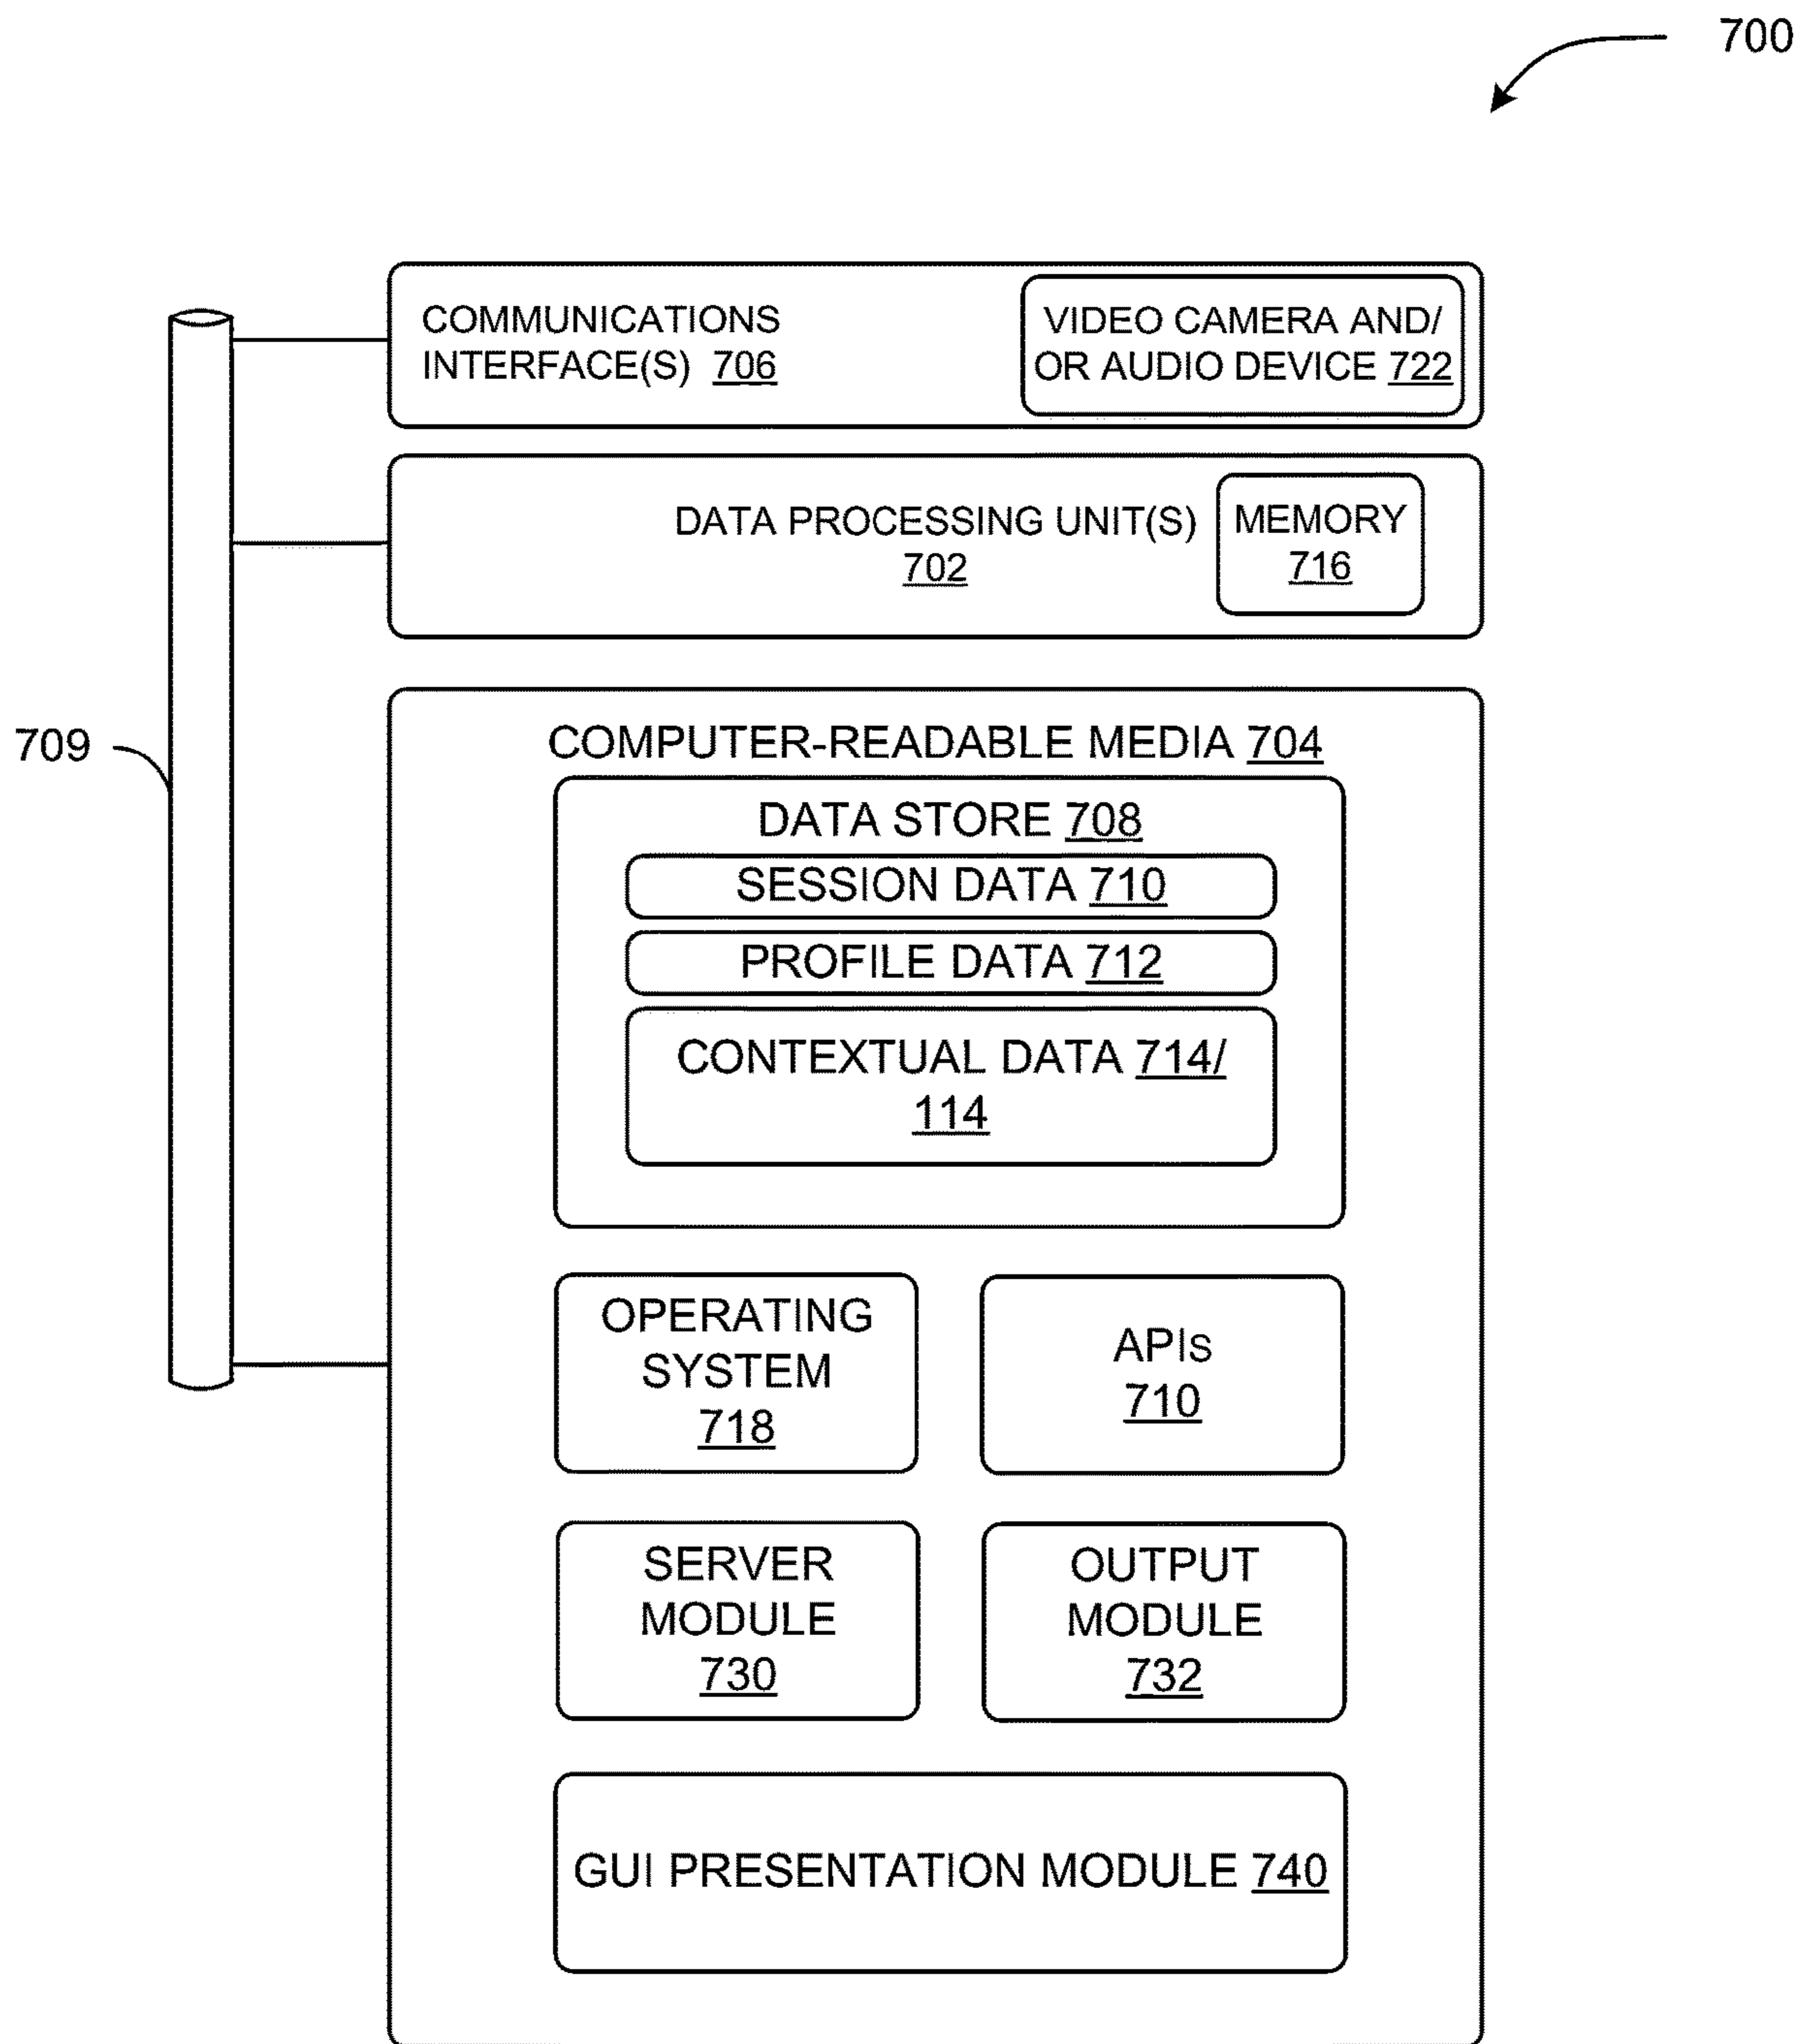 700
COMMUNICATIONS
INTERFACE(S) 706
VIDEO CAMERA AND/
OR AUDIO DEVICE 722
DATA PROCESSING UNIT(S)
702
MEMORY
716
709
COMPUTER-READABLE MEDIA 704
DATA STORE 708
SESSION DATA 710
PROFILE DATA 712
CONTEXTUAL DATA 714/
114
OPERATING
SYSTEM
718
APIs
710
SERVER
MODULE
730
OUTPUT
MODULE
732
GUI PRESENTATION MODULE 740